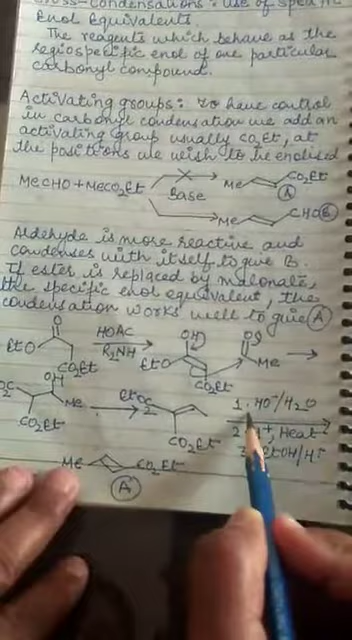 Cross-Condensations: Use of Specific
Enol Equivalents.
The reagents which behave as the
regiospecific enol of one particular
carbonyl compound.
Activating groups: To have control
in carbonyl condensation we add an
activating group usually CO2Et, at
the positions we wish to be enolised
MeCHO + MeCO2Et
Base
Me CO2Et
A
Me CHO B
Aldehyde is more reactive and
condenses with itself to give B.
If ester is replaced by malonate,
the specific enol equivalent, the
condensation works well to give A
O
EtO
CO2Et
HOAC
R2NH
OH
EtO
CO2Et
O
Me
OH
Me
CO2Et
EtO2C
CO2Et
1. HO-/H2O
2 H+, Heat
3 EtOH/H+
Me CO2Et
A